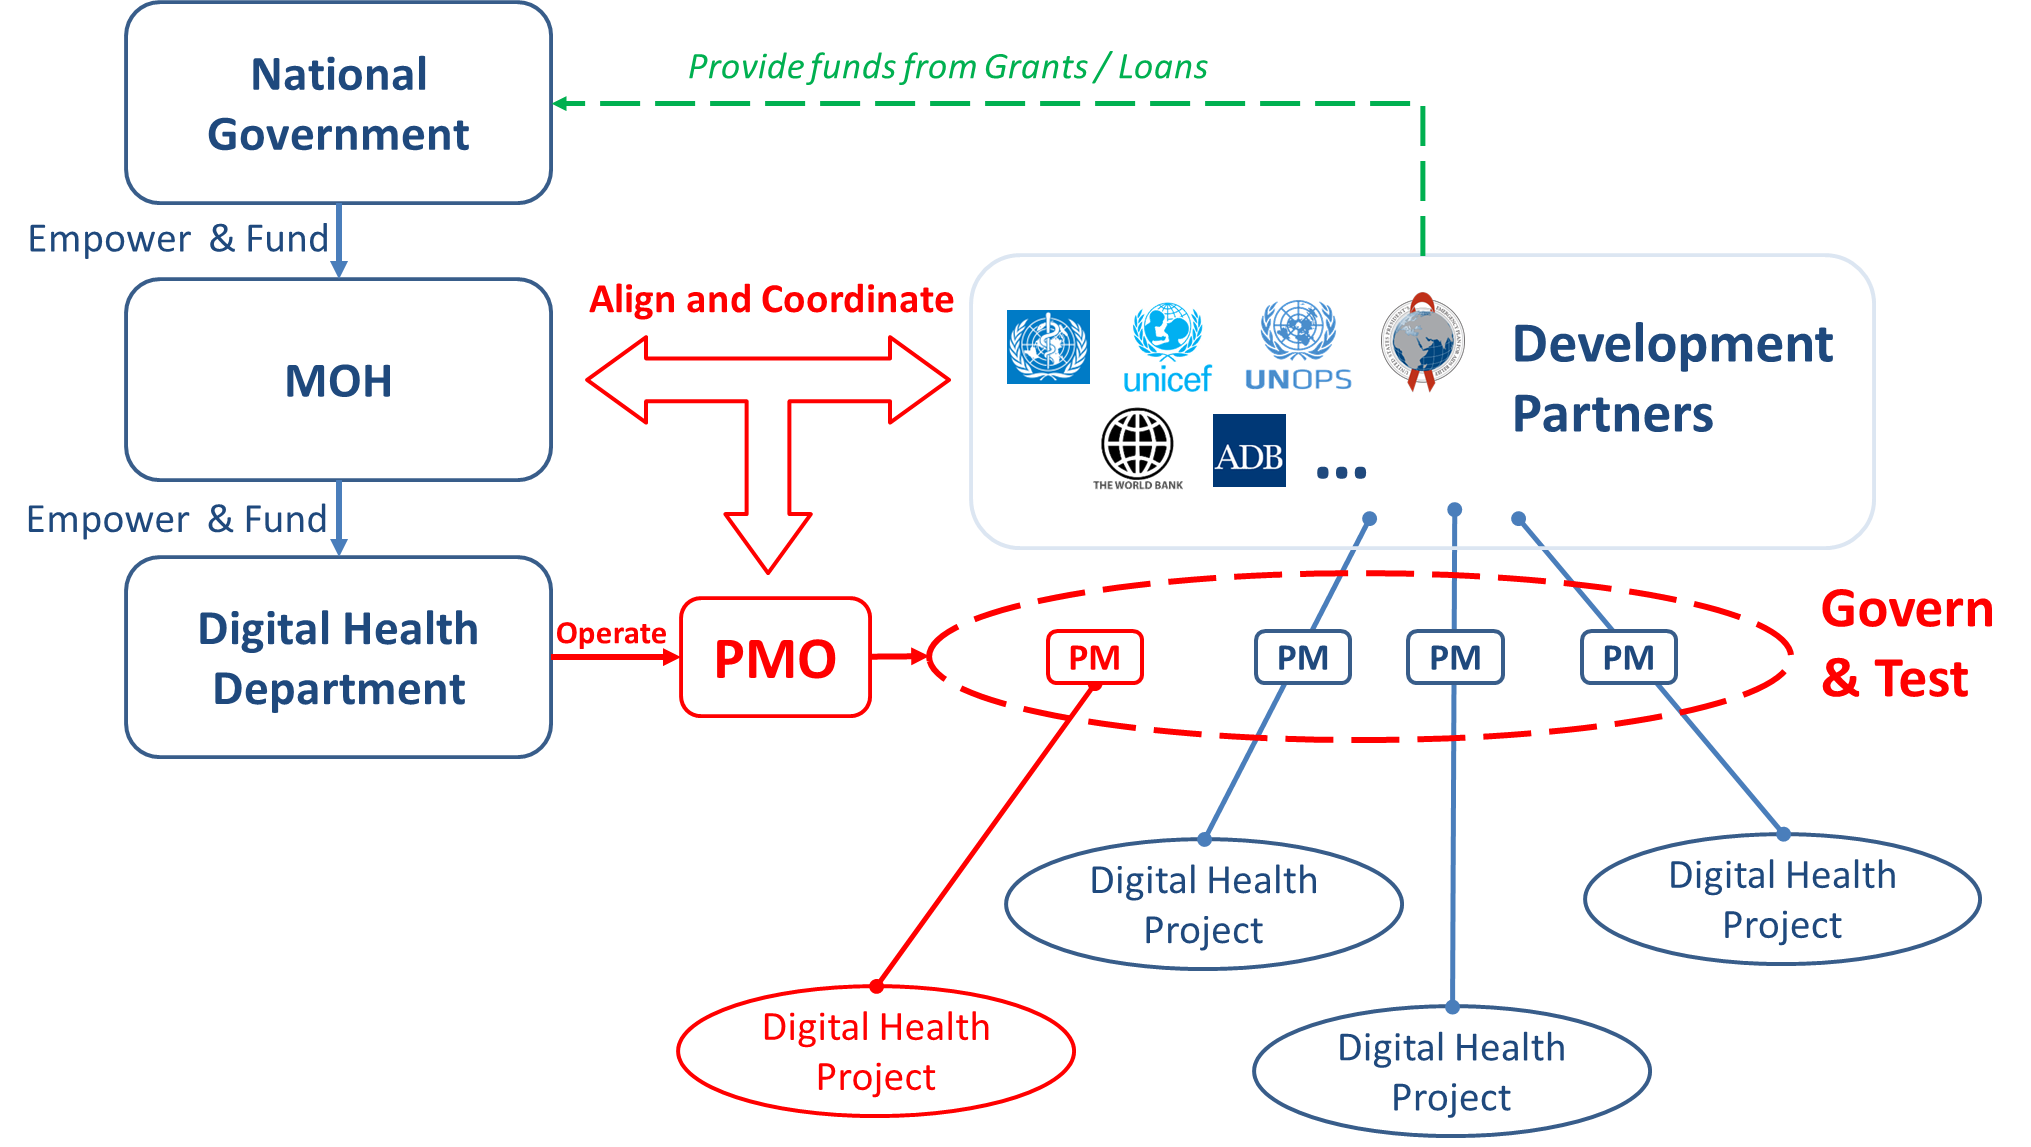 National
Government
Provide funds from Grants / Loans
Empower & Fund
MOH
Align and Coordinate
unicef
UNOPS
THE WORLD BANK
ADB
...
Development
Partners
Empower & Fund
Digital Health
Department
Operate
PMO
PM
PM
PM
PM
Govern
& Test
Digital Health
Project
Digital Health
Project
Digital Health
Project
Digital Health
Project